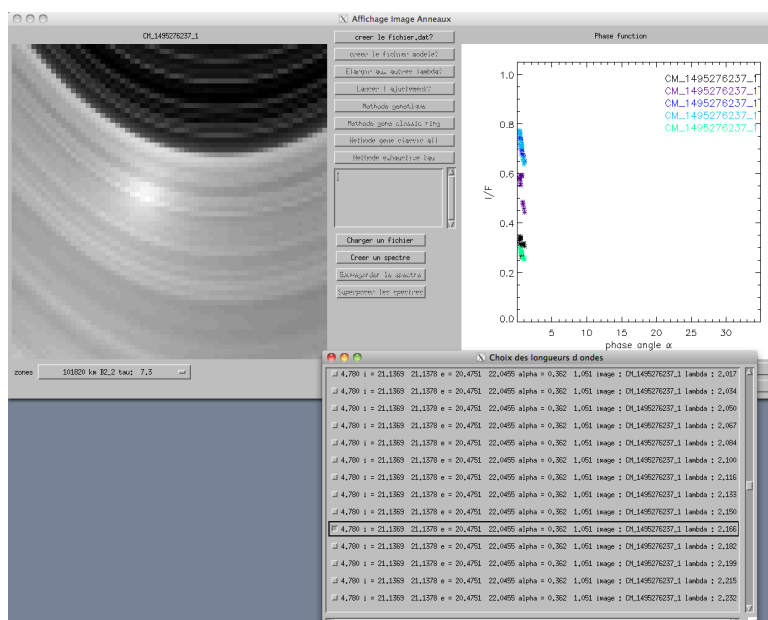 Affichage Image Anneaux
CM_1495276237_1
creer le fichier.dat?
creer le fichier modele?
Elargir aux autres lambda?
Lancer l ajustement?
Methode genetique
Methode gene classic ring
Methode gene classic all
Methode exhaustive tau
Charger un fichier
Creer un spectre
Sauvegarder le spectre
Superposer les spectres
Phase function
CM_1495276237_1
CM_1495276237_1
CM_1495276237_1
CM_1495276237_1
CM_1495276237_1
1.0
0.8
0.6
0.4
0.2
0.0
I/F
5 10 15 20 25 30
phase angle α
zones 101820 km B2_2 tau: 7.3
Choix des longueurs d ondes
4.780 i = 21.1369 21.1378 e = 20.4751 22.0455 alpha = 0.362 1.051 image : CM_1495276237_1 lambda : 2.017
4.780 i = 21.1369 21.1378 e = 20.4751 22.0455 alpha = 0.362 1.051 image : CM_1495276237_1 lambda : 2.034
4.780 i = 21.1369 21.1378 e = 20.4751 22.0455 alpha = 0.362 1.051 image : CM_1495276237_1 lambda : 2.050
4.780 i = 21.1369 21.1378 e = 20.4751 22.0455 alpha = 0.362 1.051 image : CM_1495276237_1 lambda : 2.067
4.780 i = 21.1369 21.1378 e = 20.4751 22.0455 alpha = 0.362 1.051 image : CM_1495276237_1 lambda : 2.084
4.780 i = 21.1369 21.1378 e = 20.4751 22.0455 alpha = 0.362 1.051 image : CM_1495276237_1 lambda : 2.100
4.780 i = 21.1369 21.1378 e = 20.4751 22.0455 alpha = 0.362 1.051 image : CM_1495276237_1 lambda : 2.116
4.780 i = 21.1369 21.1378 e = 20.4751 22.0455 alpha = 0.362 1.051 image : CM_1495276237_1 lambda : 2.133
4.780 i = 21.1369 21.1378 e = 20.4751 22.0455 alpha = 0.362 1.051 image : CM_1495276237_1 lambda : 2.150
4.780 i = 21.1369 21.1378 e = 20.4751 22.0455 alpha = 0.362 1.051 image : CM_1495276237_1 lambda : 2.166
4.780 i = 21.1369 21.1378 e = 20.4751 22.0455 alpha = 0.362 1.051 image : CM_1495276237_1 lambda : 2.182
4.780 i = 21.1369 21.1378 e = 20.4751 22.0455 alpha = 0.362 1.051 image : CM_1495276237_1 lambda : 2.199
4.780 i = 21.1369 21.1378 e = 20.4751 22.0455 alpha = 0.362 1.051 image : CM_1495276237_1 lambda : 2.215
4.780 i = 21.1369 21.1378 e = 20.4751 22.0455 alpha = 0.362 1.051 image : CM_1495276237_1 lambda : 2.232